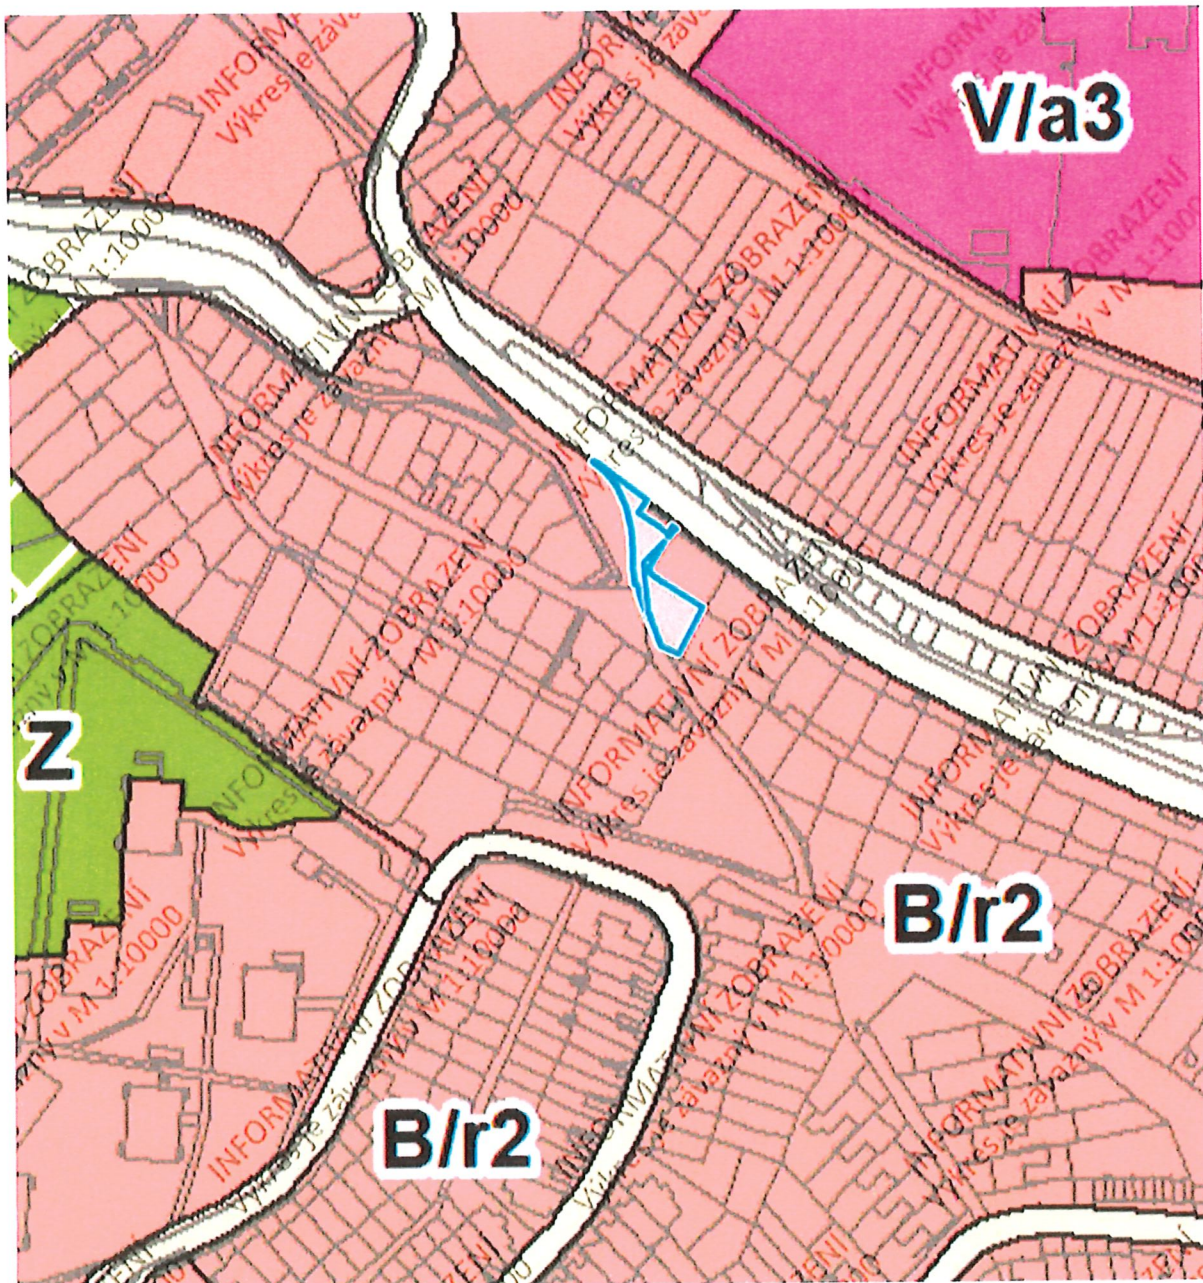 V/a3
Z
B/r2
B/r2
INFORMATIVNÍ ZOBRAZENÍ
Výkres je závazný v M 1:10000